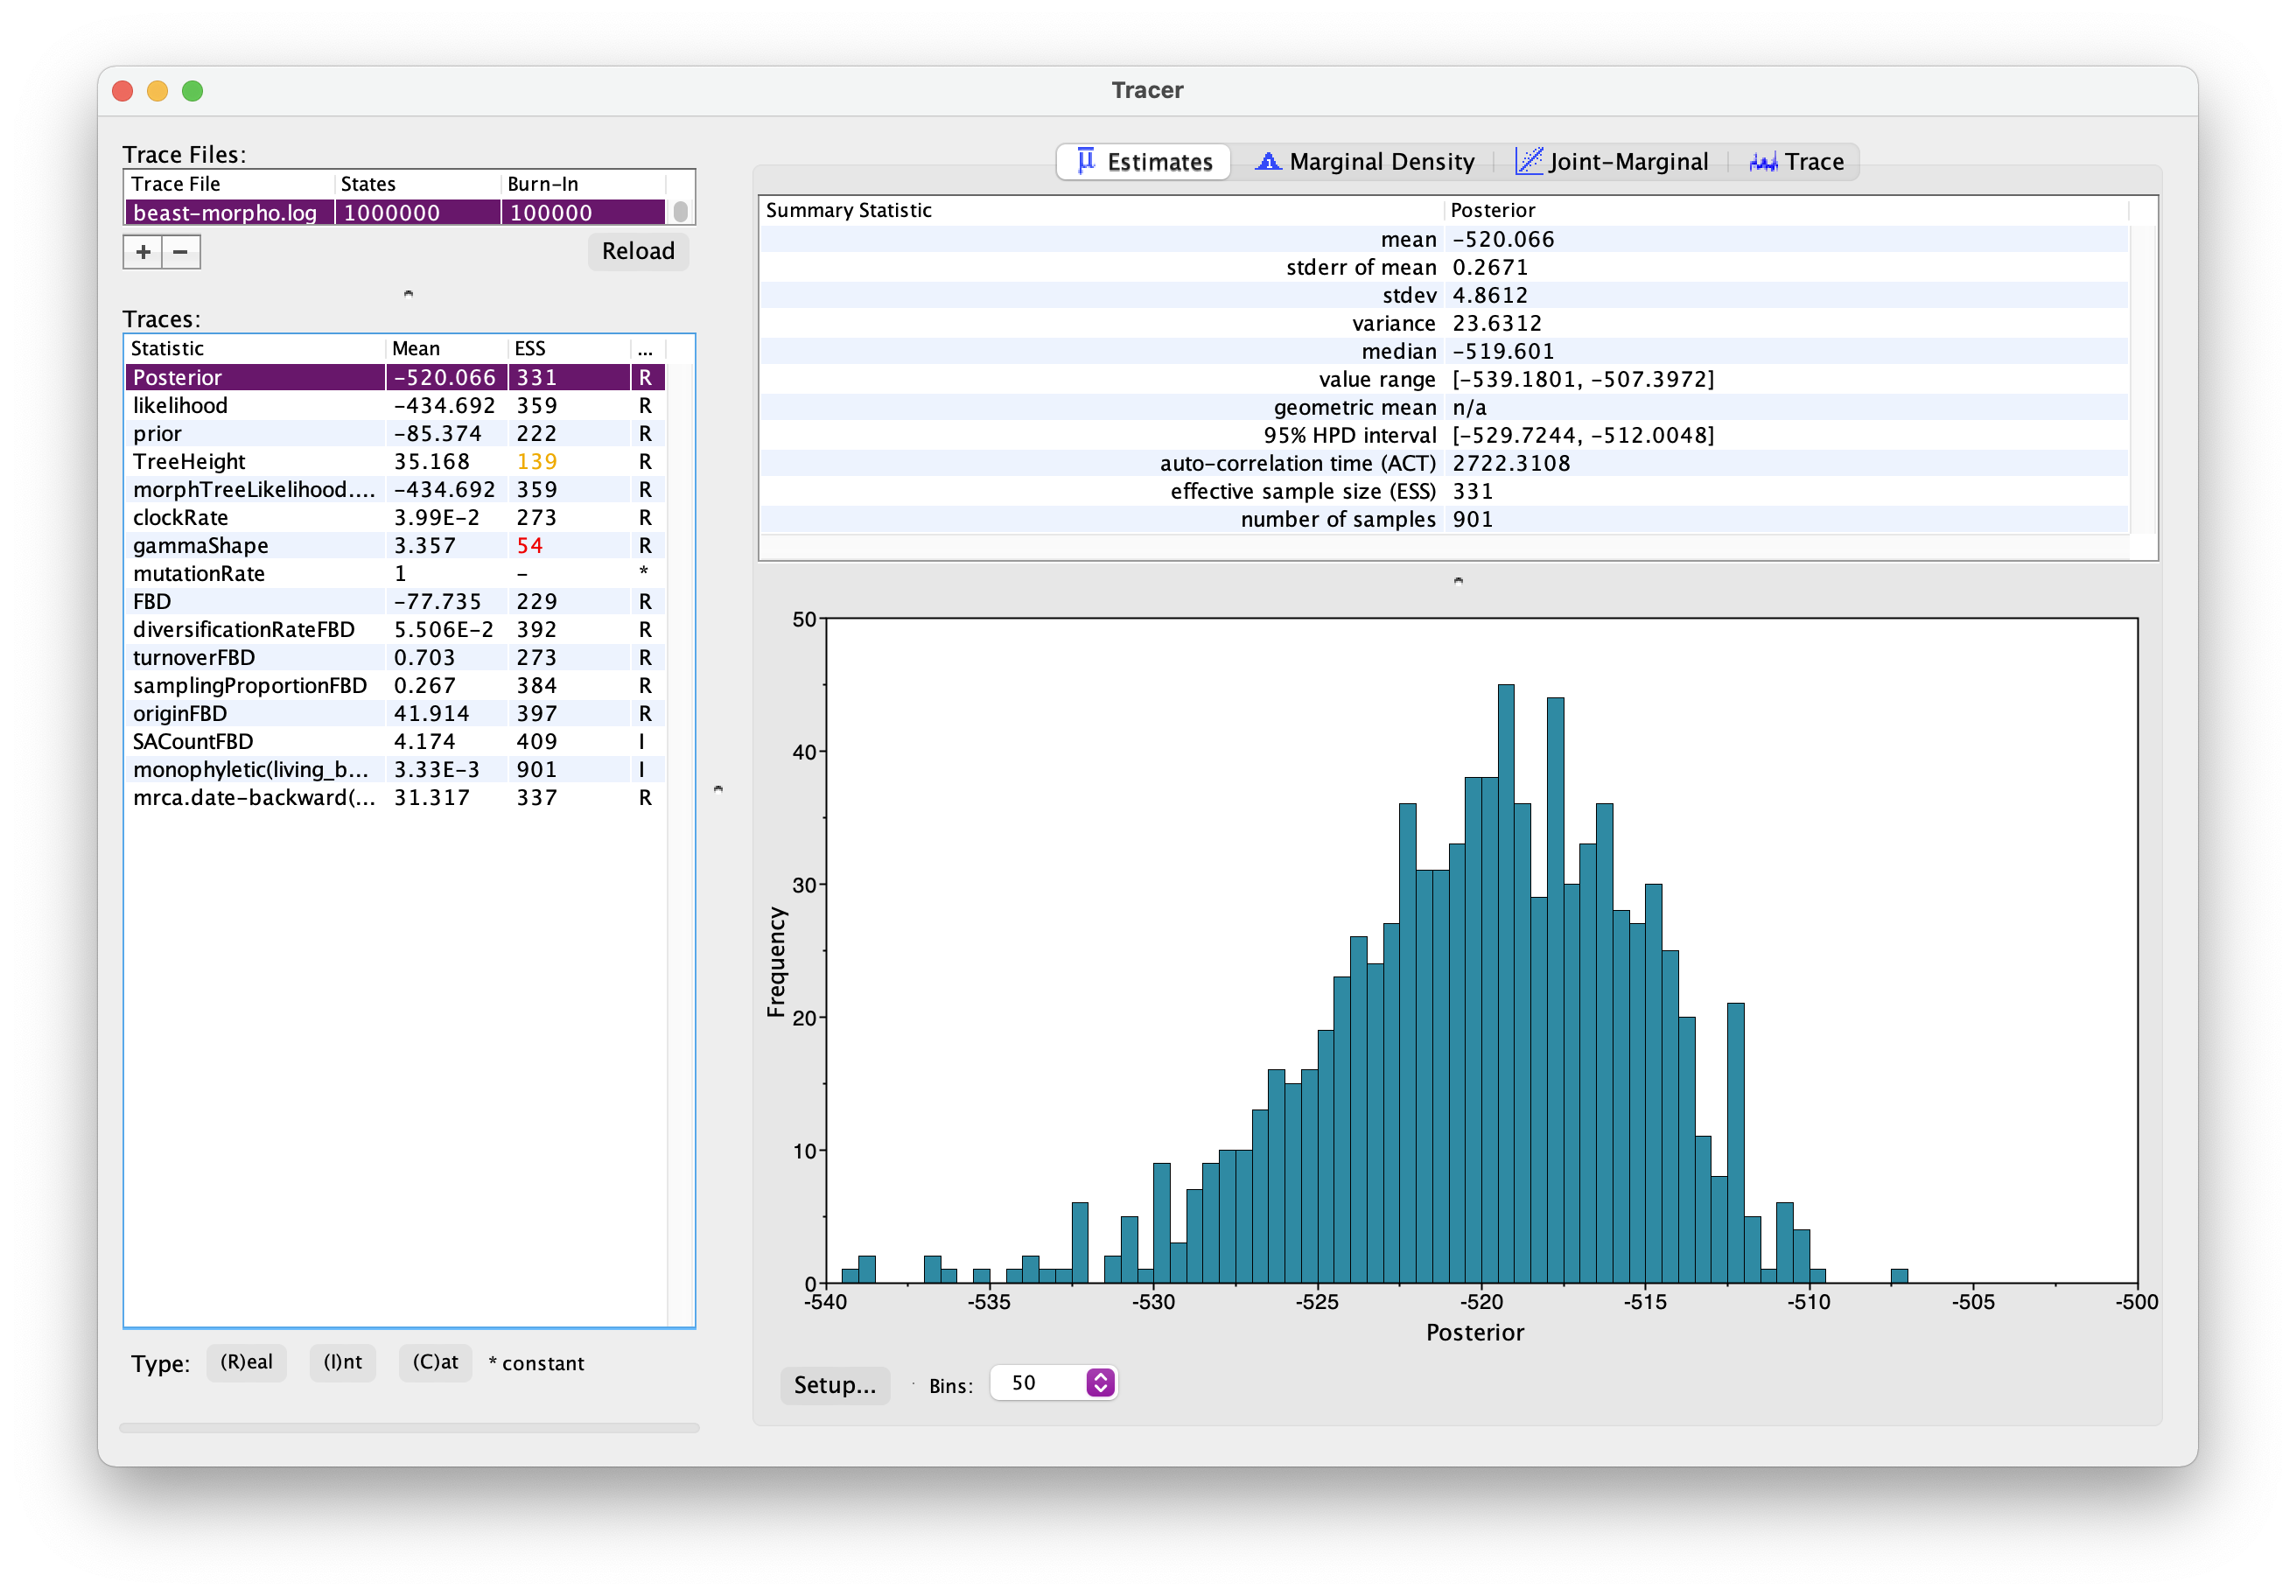 Tracer
Trace Files:
Trace File States Burn-In
beast-morpho.log 1000000 100000
+ − Reload
Traces:
Statistic Mean ESS ...
Posterior -520.066 331 R
likelihood -434.692 359 R
prior -85.374 222 R
TreeHeight 35.168 139 R
morphTreeLikelihood.... -434.692 359 R
clockRate 3.99E-2 273 R
gammaShape 3.357 54 R
mutationRate 1 - *
FBD -77.735 229 R
diversificationRateFBD 5.506E-2 392 R
turnoverFBD 0.703 273 R
samplingProportionFBD 0.267 384 R
originFBD 41.914 397 R
SACountFBD 4.174 409 I
monophyletic(living_b... 3.33E-3 901 I
mrca.date-backward(... 31.317 337 R
Type: (R)eal (I)nt (C)at * constant
Estimates Marginal Density Joint-Marginal Trace
Summary Statistic Posterior
mean -520.066
stderr of mean 0.2671
stdev 4.8612
variance 23.6312
median -519.601
value range [-539.1801, -507.3972]
geometric mean n/a
95% HPD interval [-529.7244, -512.0048]
auto-correlation time (ACT) 2722.3108
effective sample size (ESS) 331
number of samples 901
50
40
30
20
10
0
Frequency
-540 -535 -530 -525 -520 -515 -510 -505 -500
Posterior
Setup... Bins: 50